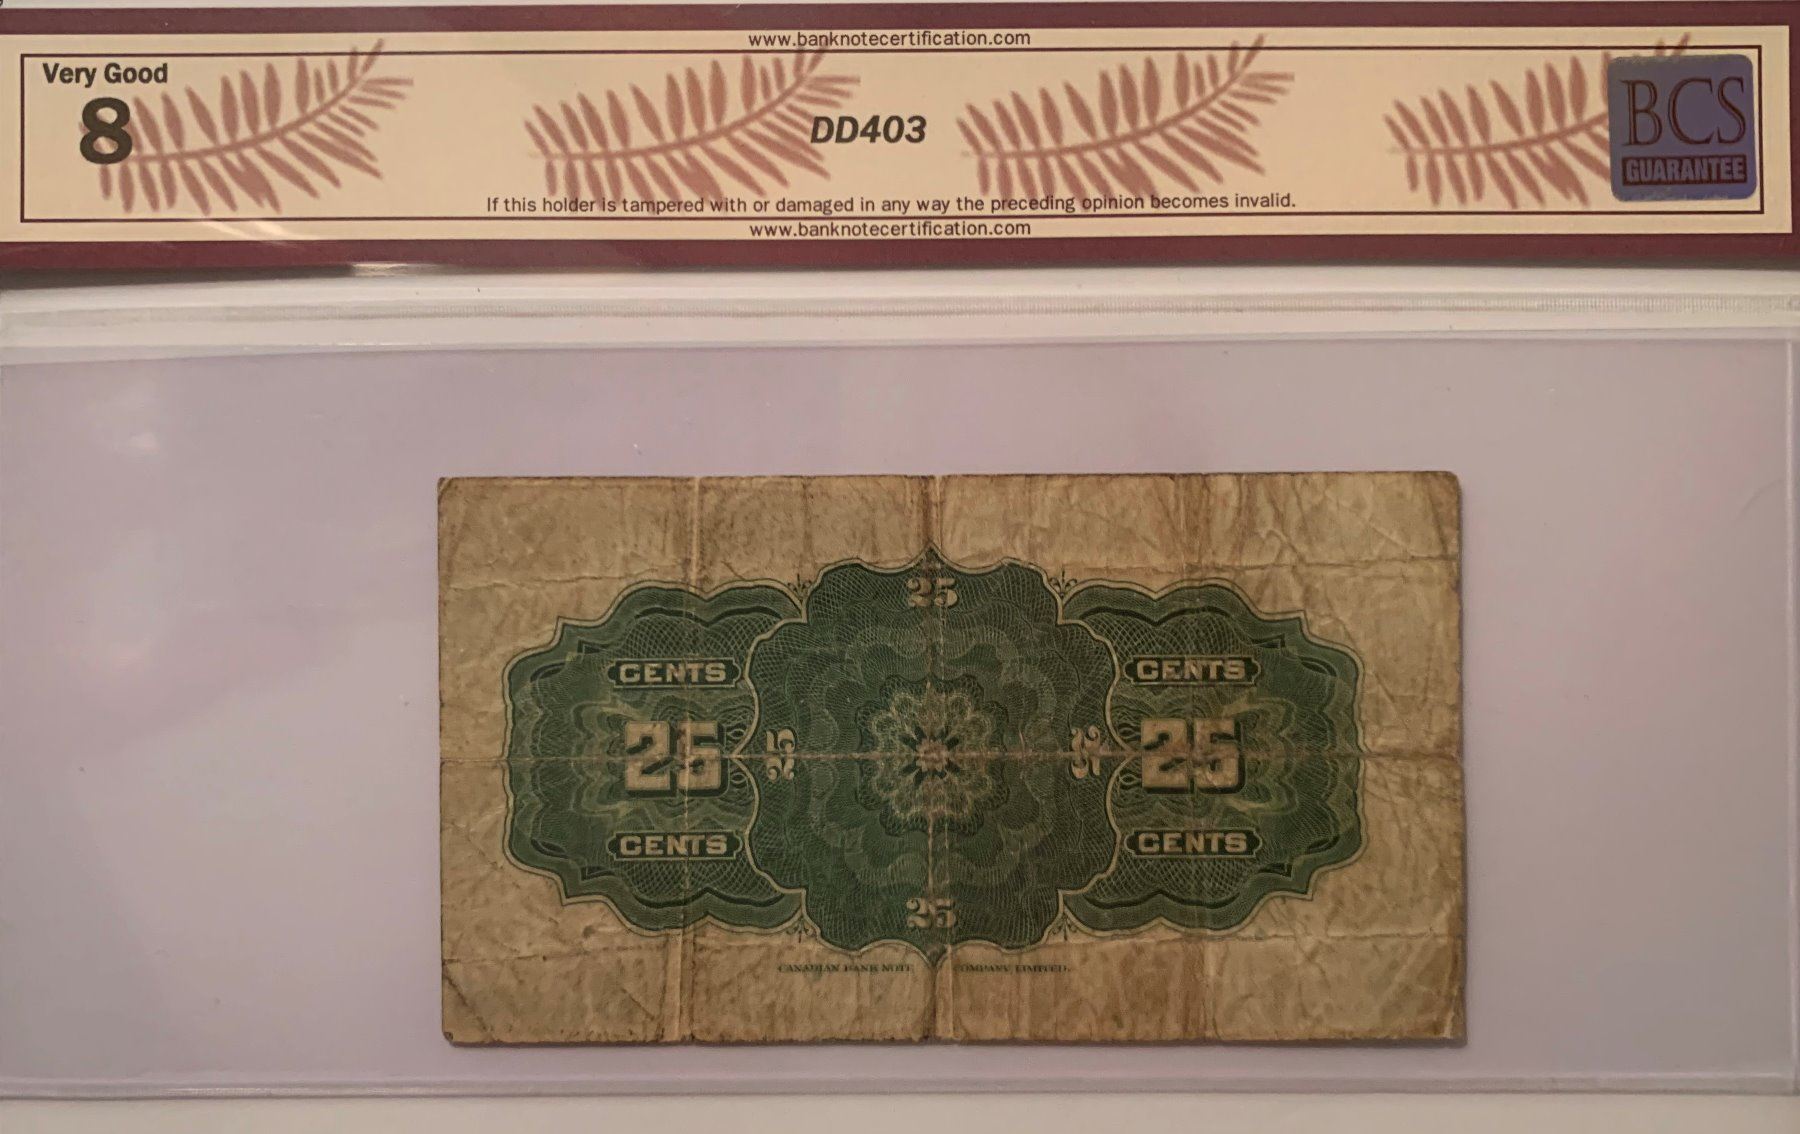 www.banknotecertification.com
Very Good
8
DD403
BCS
GUARANTEE
If this holder is tampered with or damaged in any way the preceding opinion becomes invalid.
www.banknotecertification.com
25
CENTS
CENTS
25
25
25
25
CENTS
CENTS
25
CANADIAN BANK NOTE COMPANY, LIMITED.